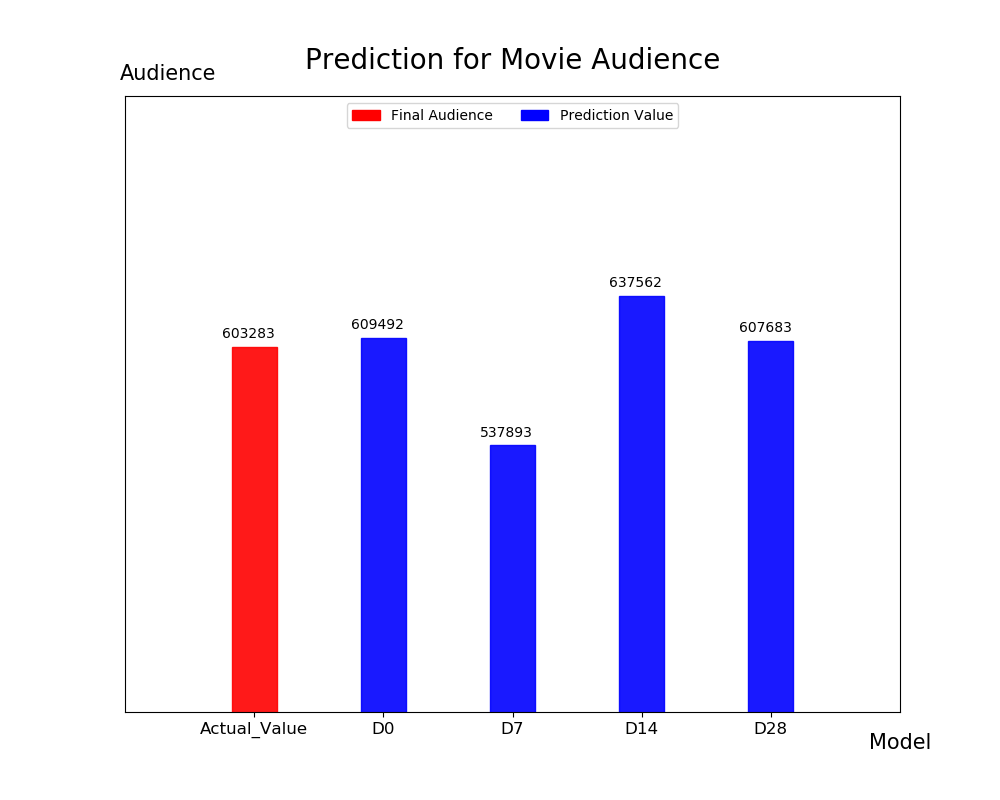 Prediction for Movie Audience
Audience
Final Audience Prediction Value
637562
609492
607683
603283
537893
Actual_Value D0 D7 D14 D28
Model